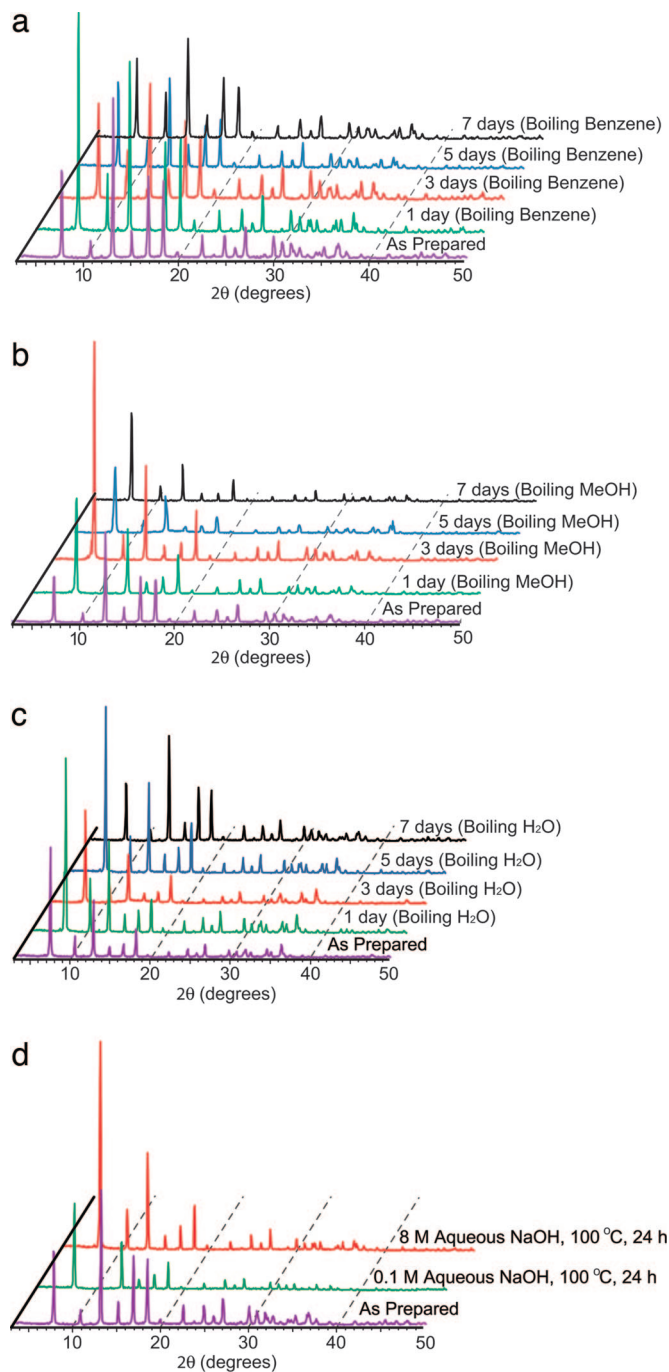 a
7 days (Boiling Benzene)
5 days (Boiling Benzene)
3 days (Boiling Benzene)
1 day (Boiling Benzene)
As Prepared
10 20 30 40 50
2θ (degrees)
b
7 days (Boiling MeOH)
5 days (Boiling MeOH)
3 days (Boiling MeOH)
1 day (Boiling MeOH)
As Prepared
10 20 30 40 50
2θ (degrees)
c
7 days (Boiling H₂O)
5 days (Boiling H₂O)
3 days (Boiling H₂O)
1 day (Boiling H₂O)
As Prepared
10 20 30 40 50
2θ (degrees)
d
8 M Aqueous NaOH, 100 °C, 24 h
0.1 M Aqueous NaOH, 100 °C, 24 h
As Prepared
10 20 30 40 50
2θ (degrees)